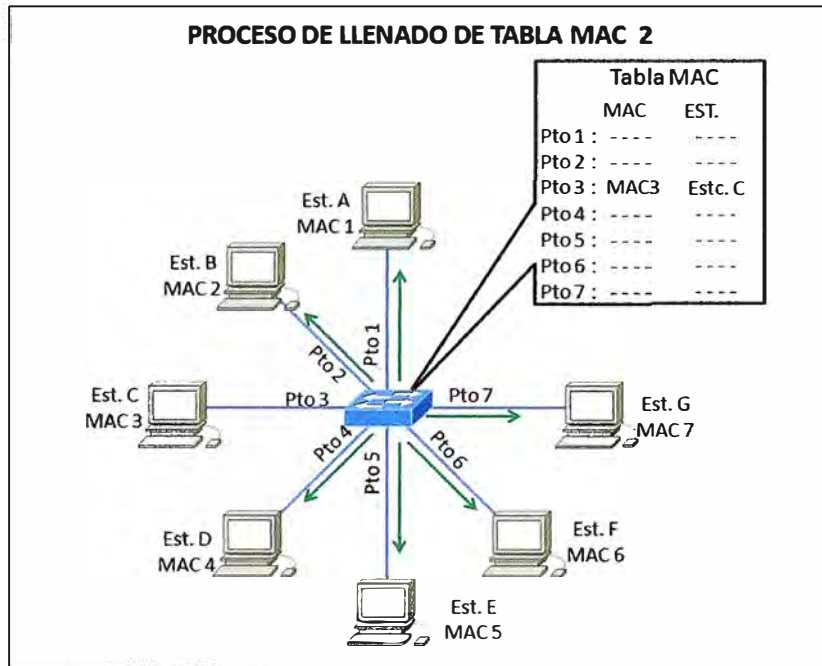 PROCESO DE LLENADO DE TABLA MAC 2
Tabla MAC
MAC EST.
Pto 1 : - - - - - - - -
Pto 2 : - - - - - - - -
Pto 3 : MAC3 Estc. C
Pto 4 : - - - - - - - -
Pto 5 : - - - - - - - -
Pto 6 : - - - - - - - -
Pto 7 : - - - - - - - -
Est. A
MAC 1
Est. B
MAC 2
Pto 1
Pto 2
Est. C
MAC 3
Pto 3
Pto 7
Est. G
MAC 7
Pto 4
Pto 5
Pto 6
Est. D
MAC 4
Est. F
MAC 6
Est. E
MAC 5